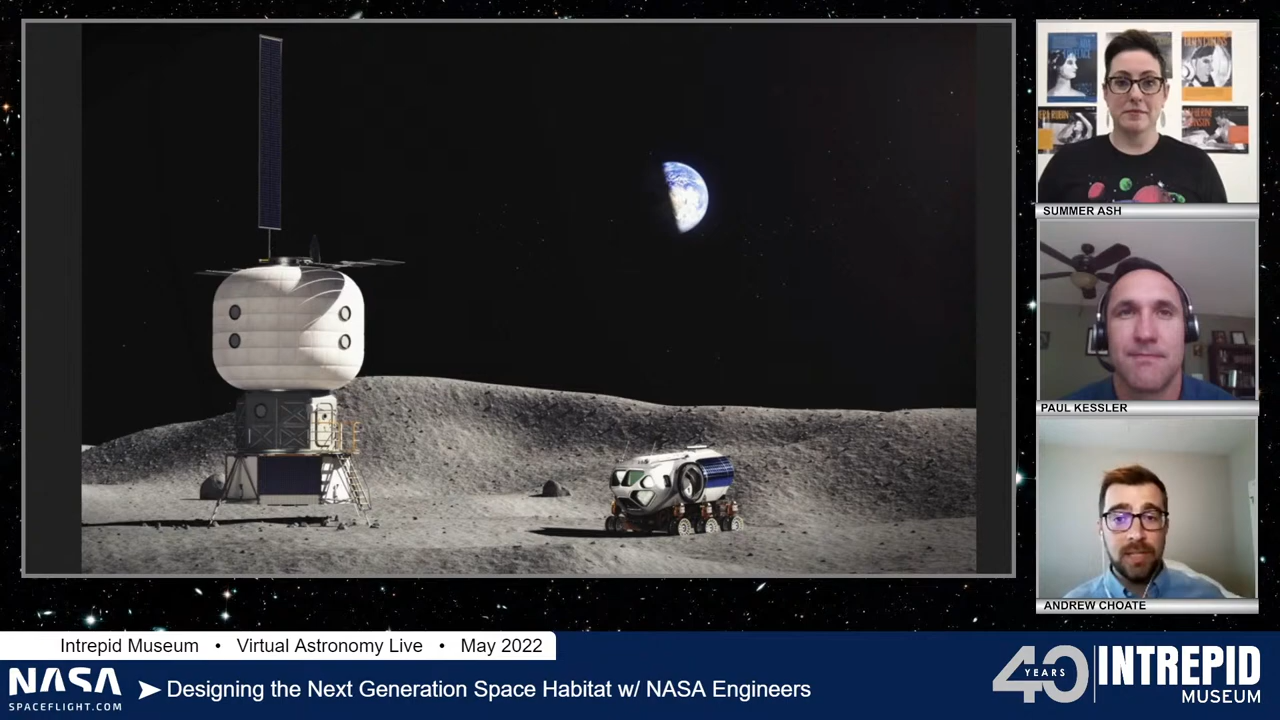 SUMMER ASH
PAUL KESSLER
ANDREW CHOATE
Intrepid Museum • Virtual Astronomy Live • May 2022
NASA
SPACEFLIGHT.COM
Designing the Next Generation Space Habitat w/ NASA Engineers
40
YEARS
INTREPID
MUSEUM